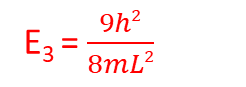 E₃ = 9h² / 8mL²